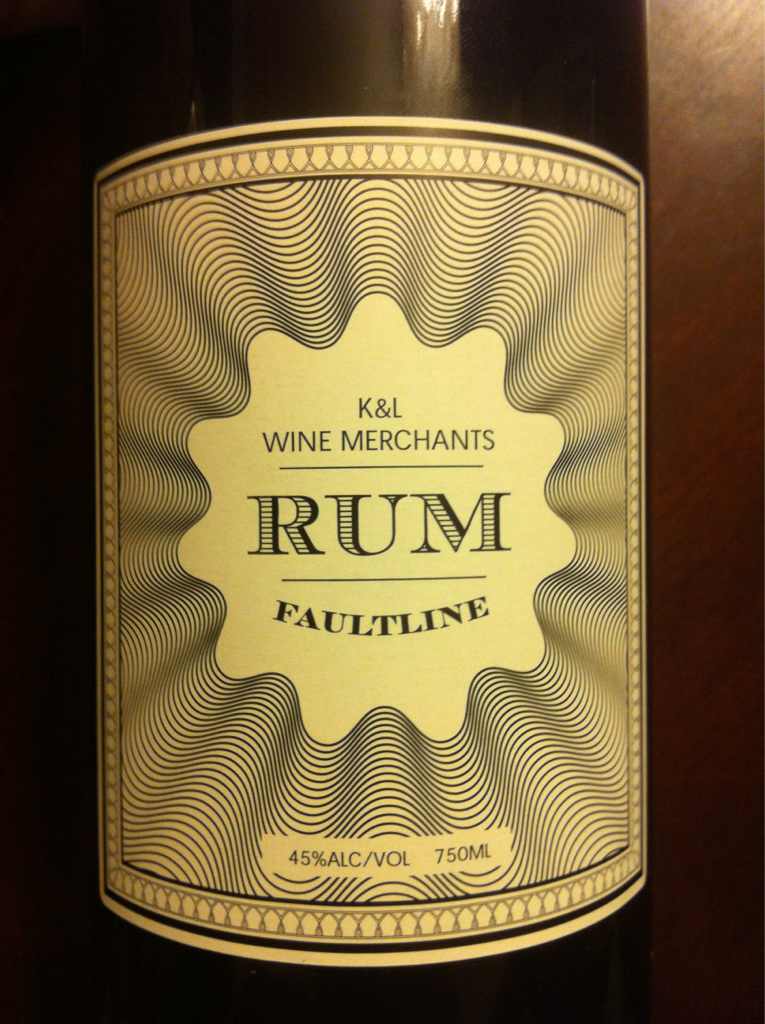 K&L
WINE MERCHANTS
RUM
FAULTLINE
45%ALC/VOL 750ML